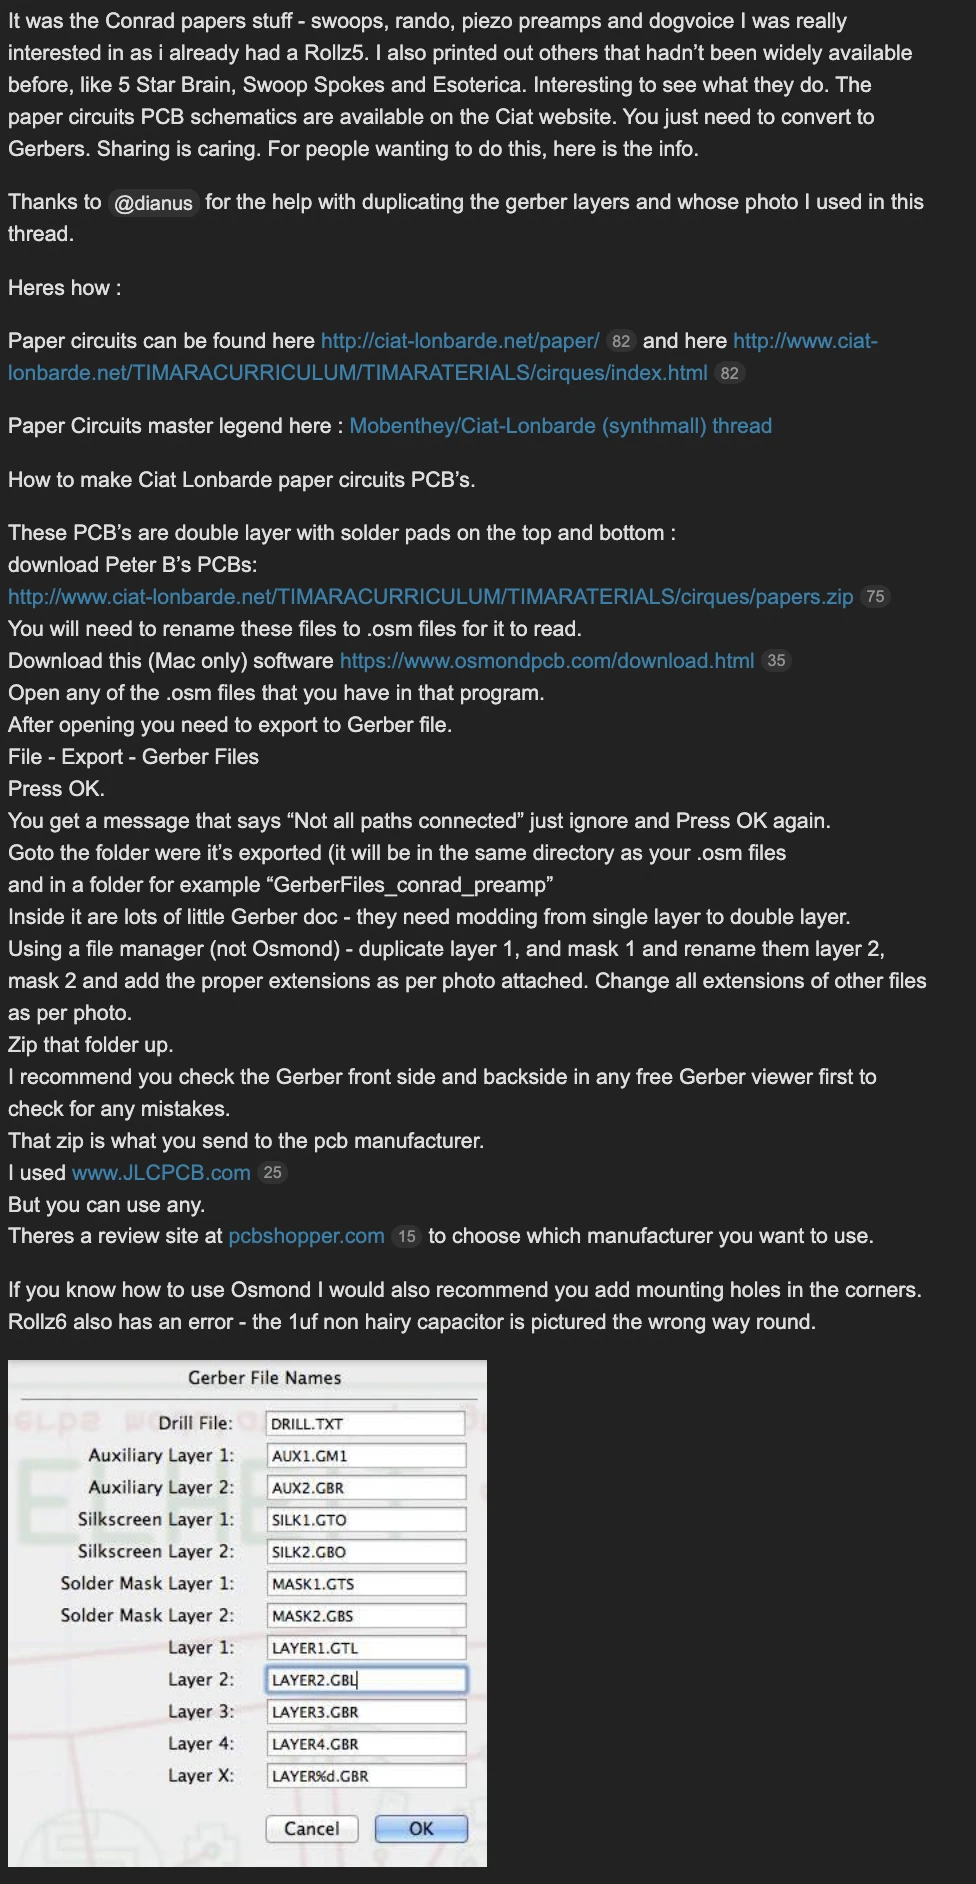 It was the Conrad papers stuff - swoops, rando, piezo preamps and dogvoice I was really
interested in as i already had a Rollz5. I also printed out others that hadn’t been widely available
before, like 5 Star Brain, Swoop Spokes and Esoterica. Interesting to see what they do. The
paper circuits PCB schematics are available on the Ciat website. You just need to convert to
Gerbers. Sharing is caring. For people wanting to do this, here is the info.
Thanks to @dianus for the help with duplicating the gerber layers and whose photo I used in this
thread.
Heres how :
Paper circuits can be found here http://ciat-lonbarde.net/paper/ 82 and here http://www.ciat-
lonbarde.net/TIMARACURRICULUM/TIMARATERIALS/cirques/index.html 82
Paper Circuits master legend here : Mobenthey/Ciat-Lonbarde (synthmall) thread
How to make Ciat Lonbarde paper circuits PCB’s.
These PCB’s are double layer with solder pads on the top and bottom :
download Peter B’s PCBs:
http://www.ciat-lonbarde.net/TIMARACURRICULUM/TIMARATERIALS/cirques/papers.zip 75
You will need to rename these files to .osm files for it to read.
Download this (Mac only) software https://www.osmondpcb.com/download.html 35
Open any of the .osm files that you have in that program.
After opening you need to export to Gerber file.
File - Export - Gerber Files
Press OK.
You get a message that says “Not all paths connected” just ignore and Press OK again.
Goto the folder were it’s exported (it will be in the same directory as your .osm files
and in a folder for example “GerberFiles_conrad_preamp”
Inside it are lots of little Gerber doc - they need modding from single layer to double layer.
Using a file manager (not Osmond) - duplicate layer 1, and mask 1 and rename them layer 2,
mask 2 and add the proper extensions as per photo attached. Change all extensions of other files
as per photo.
Zip that folder up.
I recommend you check the Gerber front side and backside in any free Gerber viewer first to
check for any mistakes.
That zip is what you send to the pcb manufacturer.
I used www.JLCPCB.com 25
But you can use any.
Theres a review site at pcbshopper.com 15 to choose which manufacturer you want to use.
If you know how to use Osmond I would also recommend you add mounting holes in the corners.
Rollz6 also has an error - the 1uf non hairy capacitor is pictured the wrong way round.
Gerber File Names
Drill File: DRILL.TXT
Auxiliary Layer 1: AUX1.GM1
Auxiliary Layer 2: AUX2.GBR
Silkscreen Layer 1: SILK1.GTO
Silkscreen Layer 2: SILK2.GBO
Solder Mask Layer 1: MASK1.GTS
Solder Mask Layer 2: MASK2.GBS
Layer 1: LAYER1.GTL
Layer 2: LAYER2.GBL
Layer 3: LAYER3.GBR
Layer 4: LAYER4.GBR
Layer X: LAYER%d.GBR
Cancel OK